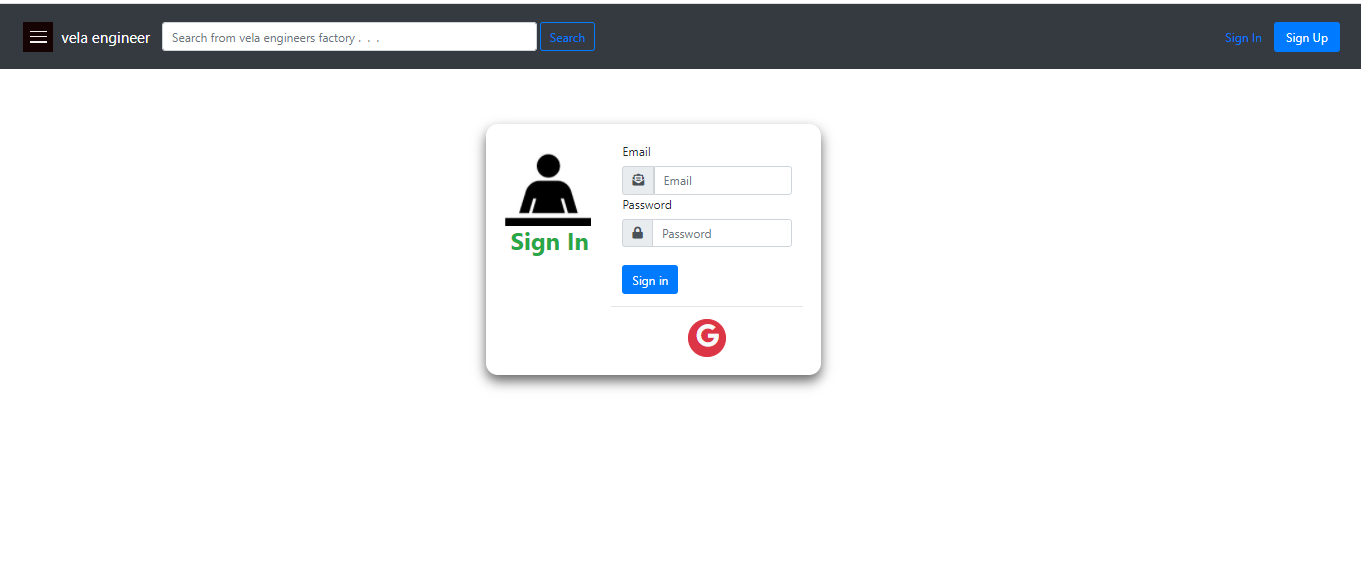 vela engineer
Search from vela engineers factory . . .
Search
Sign In
Sign Up
Sign In
Email
Email
Password
Password
Sign in
G